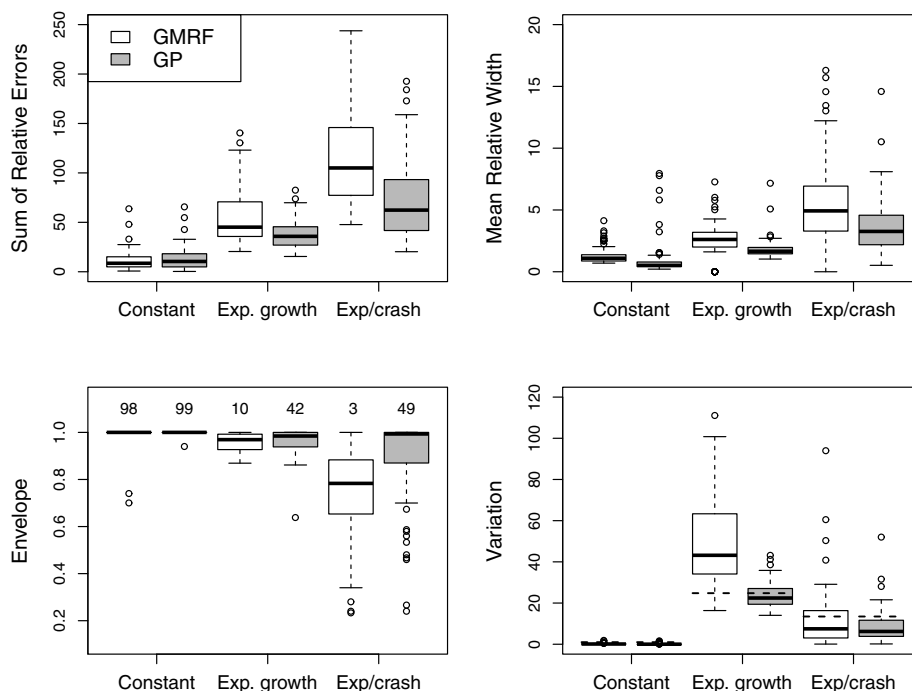 GMRF
GP
Sum of Relative Errors
0
50
100
150
200
250
Constant
Exp. growth
Exp/crash
Mean Relative Width
0
5
10
15
20
Constant
Exp. growth
Exp/crash
98
99
10
42
3
49
Envelope
0.2
0.4
0.6
0.8
1.0
Constant
Exp. growth
Exp/crash
Variation
0
20
40
60
80
100
120
Constant
Exp. growth
Exp/crash